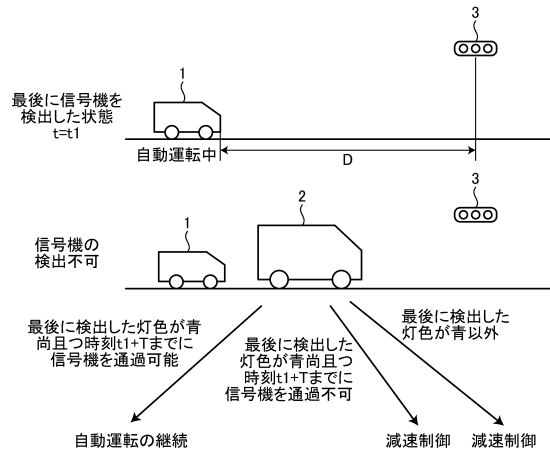 3
1
最後に信号機を
検出した状態
t=t1
自動運転中
D
3
2
1
信号機の
検出不可
最後に検出した灯色が青
尚且つ時刻t1+Tまでに
信号機を通過可能
最後に検出した
灯色が青尚且つ
時刻t1+Tまでに
信号機を通過不可
最後に検出した
灯色が青以外
自動運転の継続
減速制御
減速制御